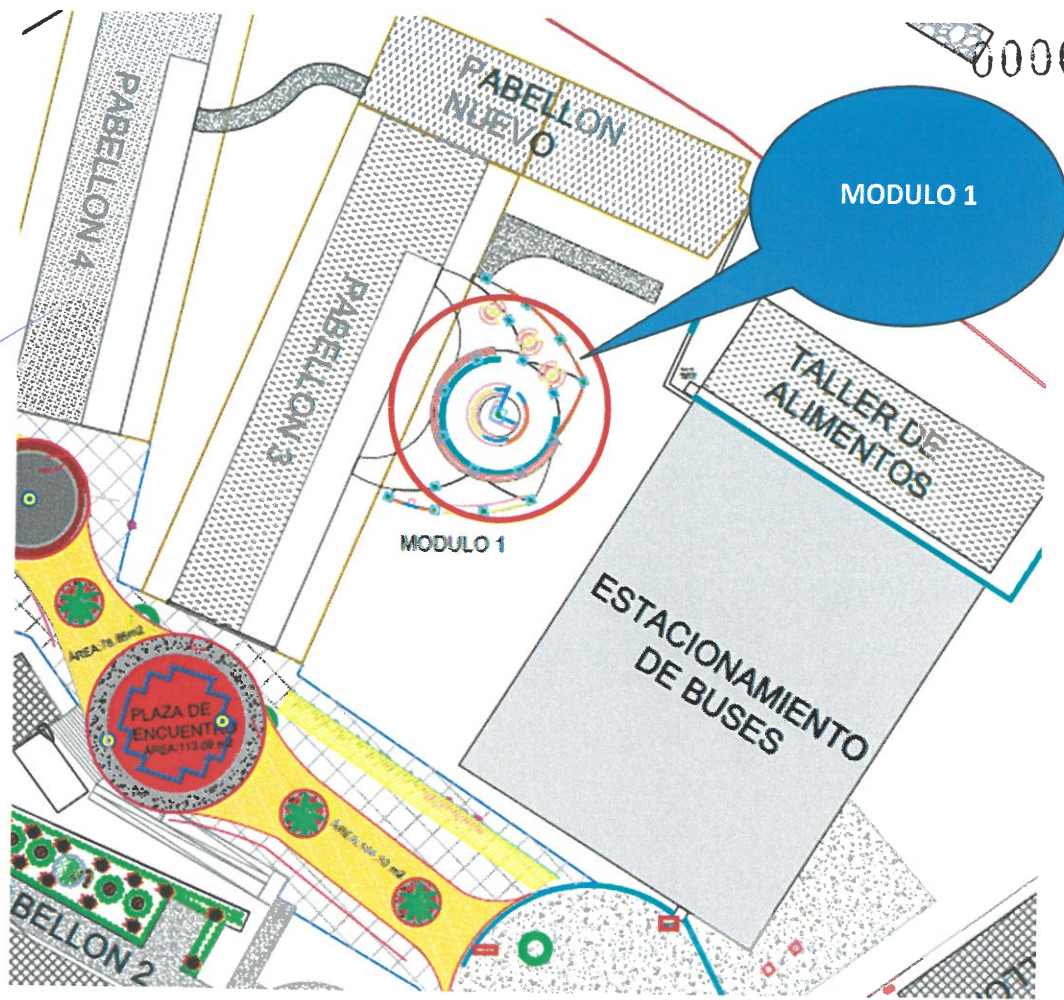 000
PABELLON
NUEVO
PABELLON 4
MODULO 1
PABELLON 3
TALLER DE
ALIMENTOS
MODULO 1
ESTACIONAMIENTO
DE BUSES
PLAZA DE
ENCUENTRO
AREA:113.09 m2
BELLON 2